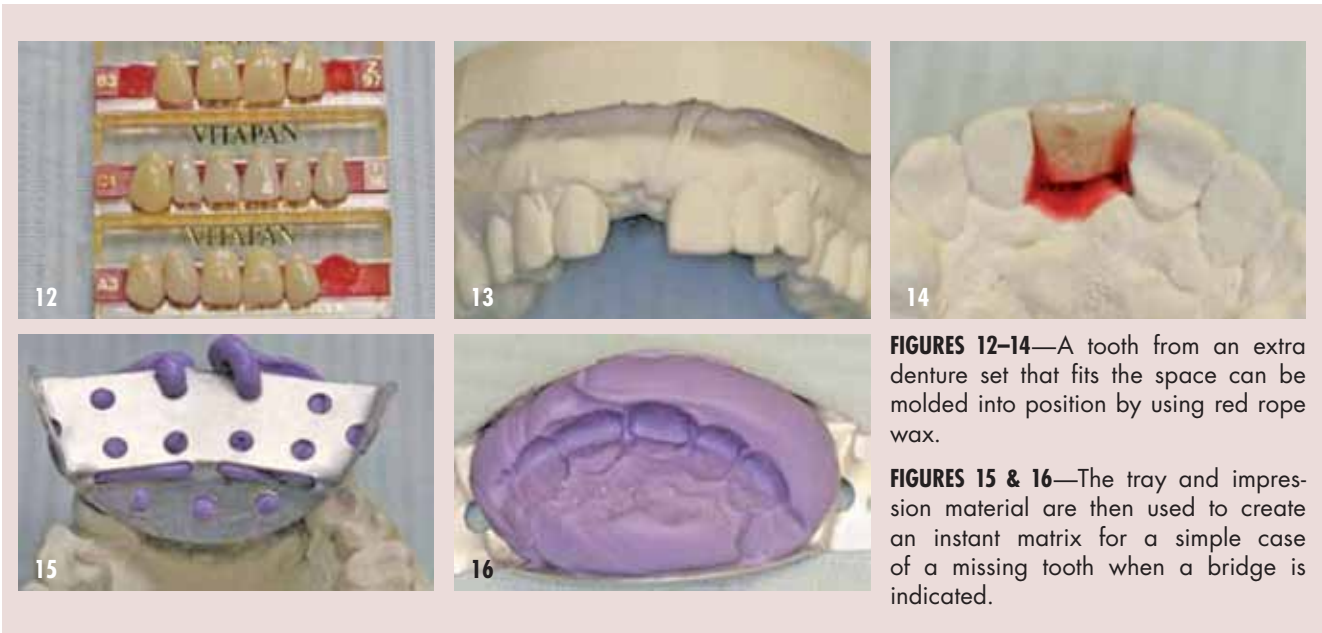 B3
VITAPAN
C1
VITAPAN
A3
12
13
14
15
16
FIGURES 12–14—A tooth from an extra
denture set that fits the space can be
molded into position by using red rope
wax.
FIGURES 15 & 16—The tray and impres-
sion material are then used to create
an instant matrix for a simple case
of a missing tooth when a bridge is
indicated.